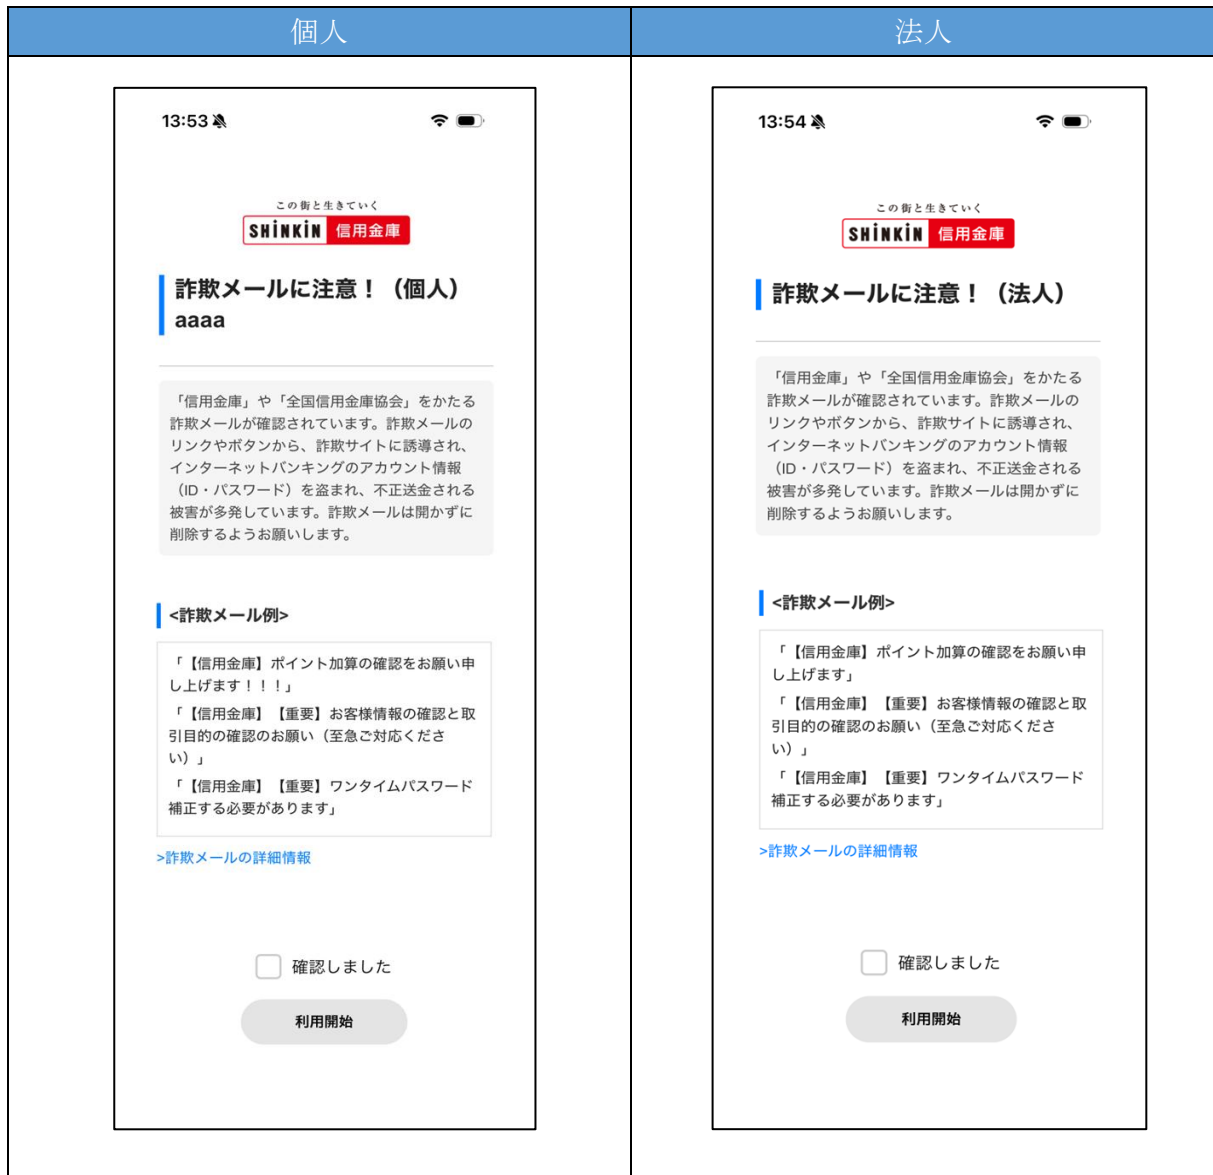 個人
13:53
この街と生きていく
SHINKIN 信用金庫
詐欺メールに注意！（個人）
aaaa
「信用金庫」や「全国信用金庫協会」をかたる
詐欺メールが確認されています。詐欺メールの
リンクやボタンから、詐欺サイトに誘導され、
インターネットバンキングのアカウント情報
（ID・パスワード）を盗まれ、不正送金される
被害が多発しています。詐欺メールは開かずに
削除するようお願いします。
<詐欺メール例>
「【信用金庫】ポイント加算の確認をお願い申
し上げます！！！」
「【信用金庫】【重要】お客様情報の確認と取
引目的の確認のお願い（至急ご対応くださ
い）」
「【信用金庫】【重要】ワンタイムパスワード
補正する必要があります」
>詐欺メールの詳細情報
確認しました
利用開始
法人
13:54
この街と生きていく
SHINKIN 信用金庫
詐欺メールに注意！（法人）
「信用金庫」や「全国信用金庫協会」をかたる
詐欺メールが確認されています。詐欺メールの
リンクやボタンから、詐欺サイトに誘導され、
インターネットバンキングのアカウント情報
（ID・パスワード）を盗まれ、不正送金される
被害が多発しています。詐欺メールは開かずに
削除するようお願いします。
<詐欺メール例>
「【信用金庫】ポイント加算の確認をお願い申
し上げます」
「【信用金庫】【重要】お客様情報の確認と取
引目的の確認のお願い（至急ご対応くださ
い）」
「【信用金庫】【重要】ワンタイムパスワード
補正する必要があります」
>詐欺メールの詳細情報
確認しました
利用開始